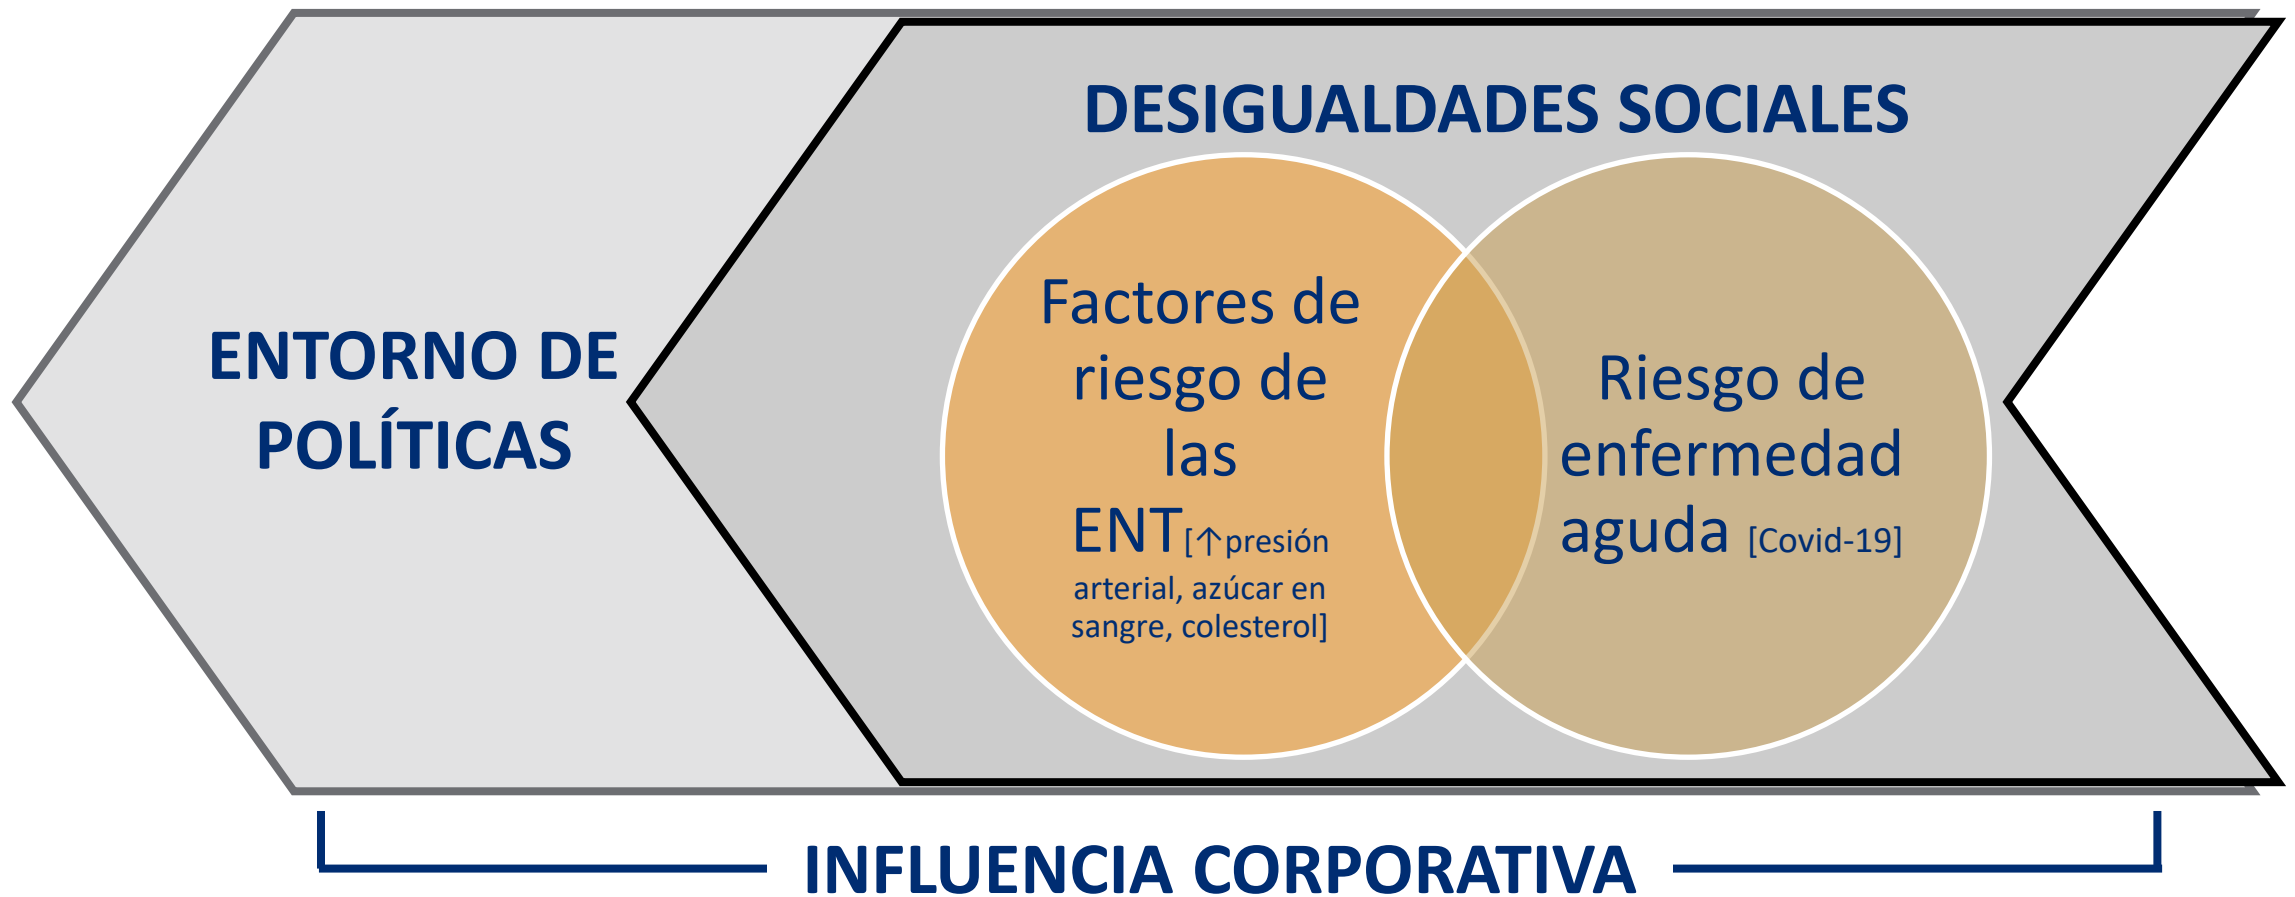 DESIGUALDADES SOCIALES
ENTORNO DE
POLÍTICAS
Factores de
riesgo de
las
ENT [↑presión
arterial, azúcar en
sangre, colesterol]
Riesgo de
enfermedad
aguda [Covid-19]
INFLUENCIA CORPORATIVA